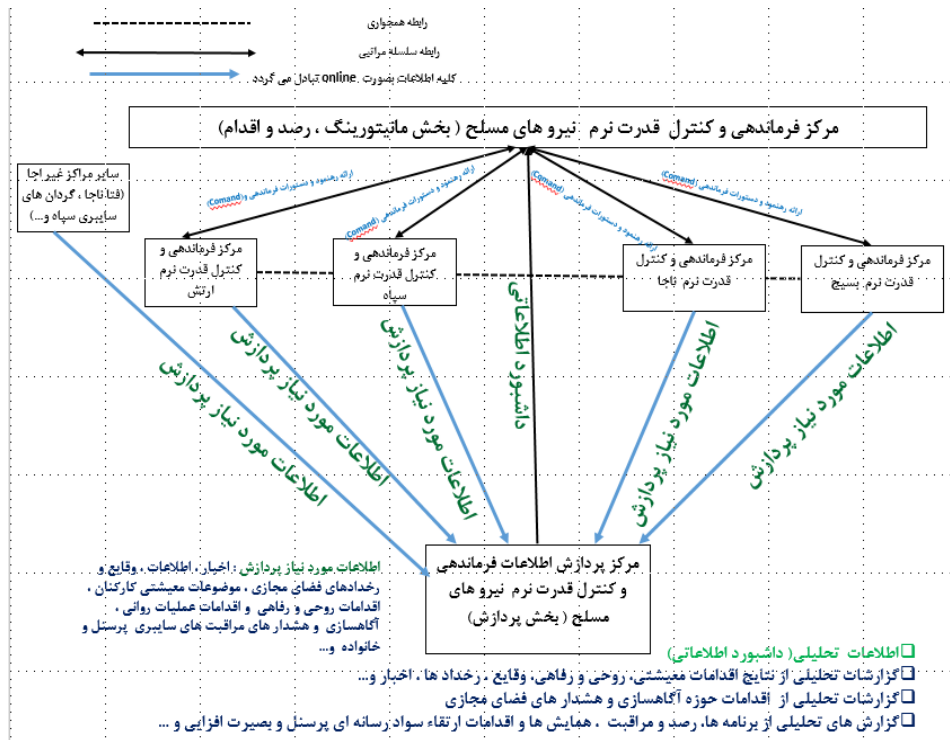 رابطه همجواری
رابطه سلسله مراتبی
کلیه اطلاعات بصورت online تبادل می گردد
مرکز فرماندهی و کنترل قدرت نرم نیرو های مسلح ( بخش مانیتورینگ ، رصد و اقدام)
سایر مراکز غیر اجا
(فتا ناجا ، گردان های
سایبری سپاه و...)
ارائه رهنمود و دستورات فرماندهی و(Comand)
ارائه رهنمود و دستورات فرماندهی (Comand)
ارائه رهنمود و دستورات فرماندهی (Comand)
ارائه رهنمود و دستورات فرماندهی (Comand)
مرکز فرماندهی و کنترل
قدرت نرم بسیج
مرکز فرماندهی و کنترل
قدرت نرم ناجا
مرکز فرماندهی و
کنترل قدرت نرم
سپاه
مرکز فرماندهی و
کنترل قدرت نرم
ارتش
اطلاعات مورد نیاز پردازش
اطلاعات مورد نیاز پردازش
داشبورد اطلاعاتی
اطلاعات مورد نیاز پردازش
اطلاعات مورد نیاز پردازش
اطلاعات مورد نیاز پردازش
مرکز پردازش اطلاعات فرماندهی
و کنترل قدرت نرم نیرو های
مسلح ( بخش پردازش)
اطلاعات مورد نیاز پردازش : اخبار ، اطلاعات ، وقایع و
رخدادهای فضای مجازی ، موضوعات معیشتی کارکنان ،
اقدامات روحی و رفاهی و اقدامات عملیات روانی ،
آگاهسازی و هشدار های مراقبت های سایبری پرسنل و
خانواده و...
❑اطلاعات تحلیلی( داشبورد اطلاعاتی)
❑گزارشات تحلیلی از نتایج اقدامات معیشتی، روحی و رفاهی، وقایع ، رخداد ها ، اخبار و...
❑گزارشات تحلیلی از اقدامات حوزه آگاهسازی و هشدار های فضای مجازی
❑گزارش های تحلیلی از برنامه ها، رصد و مراقبت ، همایش ها و اقدامات ارتقاء سواد رسانه ای پرسنل و بصیرت افزایی و ...